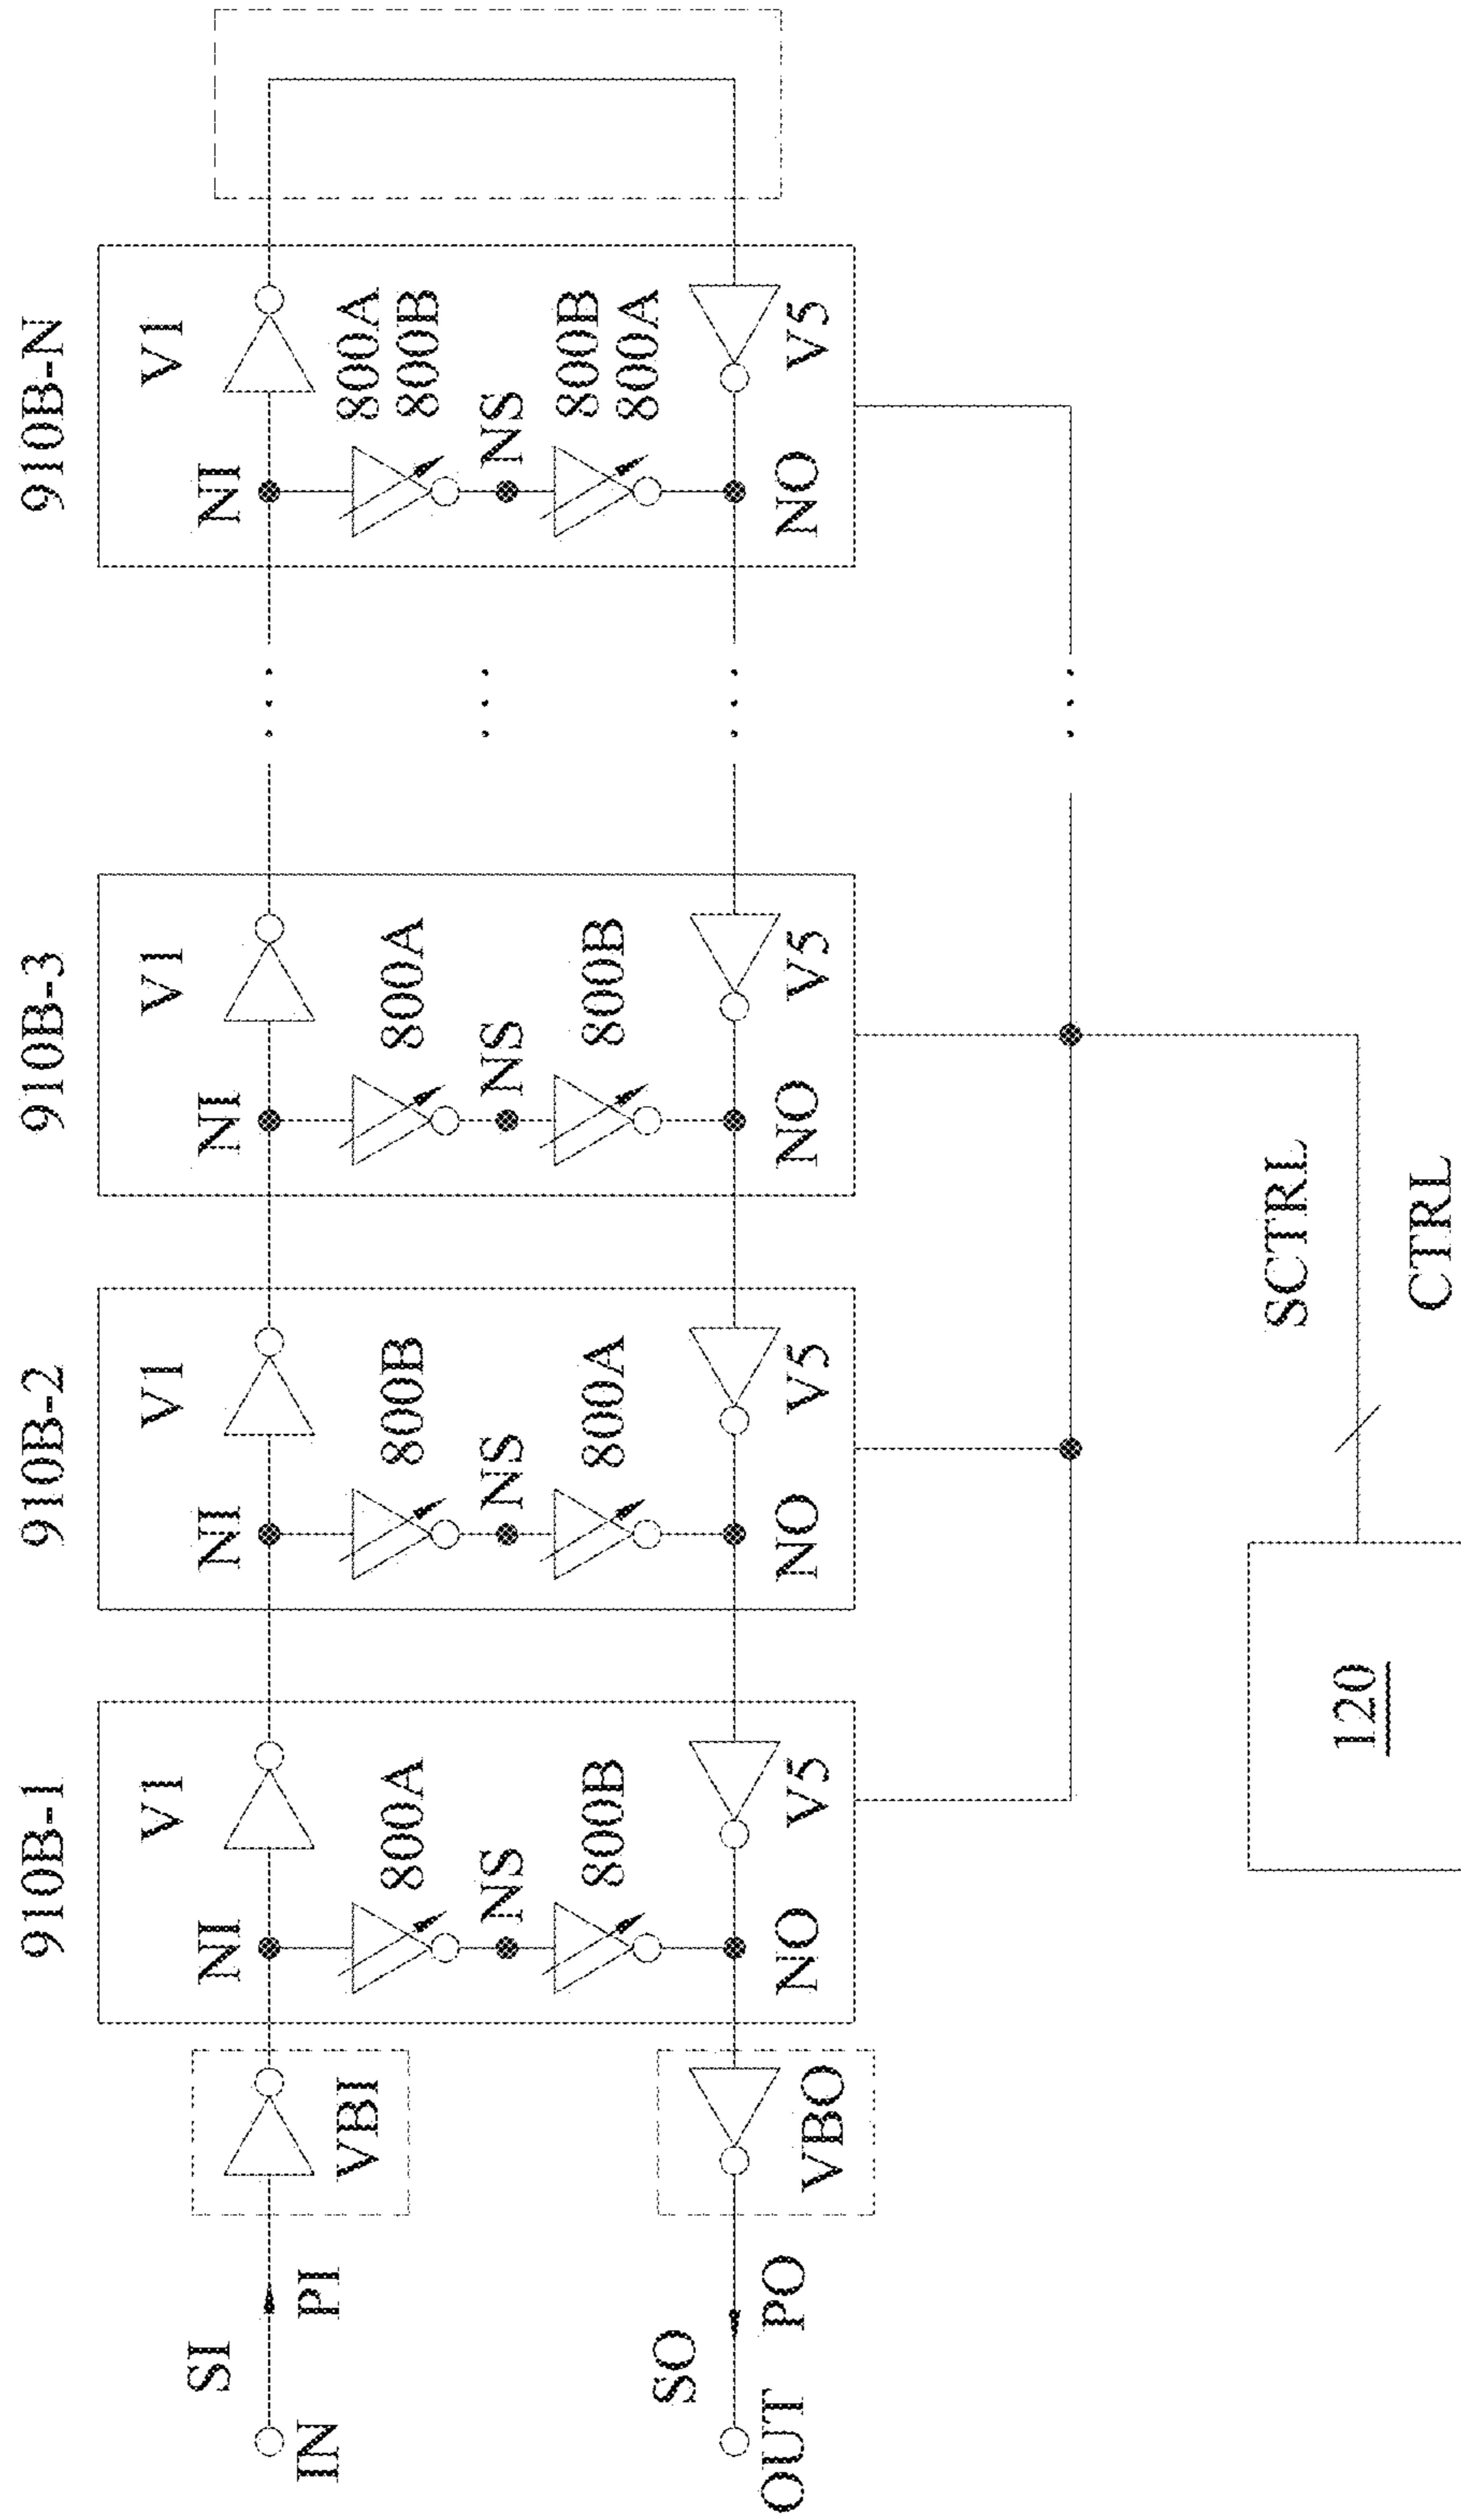 910B-1
910B-2
910B-3
910B-N
V1
V1
V1
V1
NI
NI
NI
NI
SI
IN
PI
VBI
800A
800B
800A
800A
800B
NS
NS
NS
NS
800B
800A
800B
800B
800A
SO
OUT
PO
VBO
NO
V5
NO
V5
NO
V5
NO
V5
SCTRL
120
CTRL